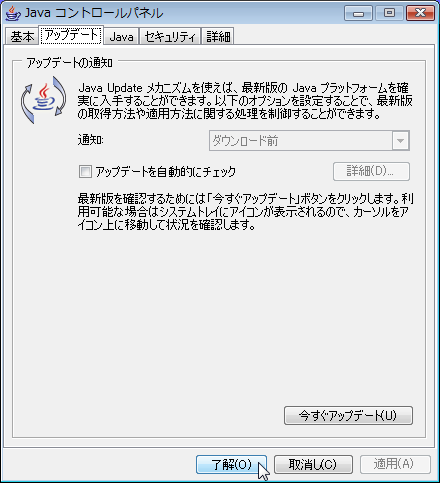 Java コントロールパネル
基本 アップデート Java セキュリティ 詳細
アップデートの通知
Java Update メカニズムを使えば、最新版の Java プラットフォームを確
実に入手することができます。以下のオプションを設定することで、最新版
の取得方法や適用方法に関する処理を制御することができます。
通知: ダウンロード前
アップデートを自動的にチェック 詳細(D)...
最新版を確認するためには「今すぐアップデート」ボタンをクリックします。利
用可能な場合はシステムトレイにアイコンが表示されるので、カーソルをア
イコン上に移動して状況を確認します。
今すぐアップデート(U)
了解(O) 取消し(C) 適用(A)